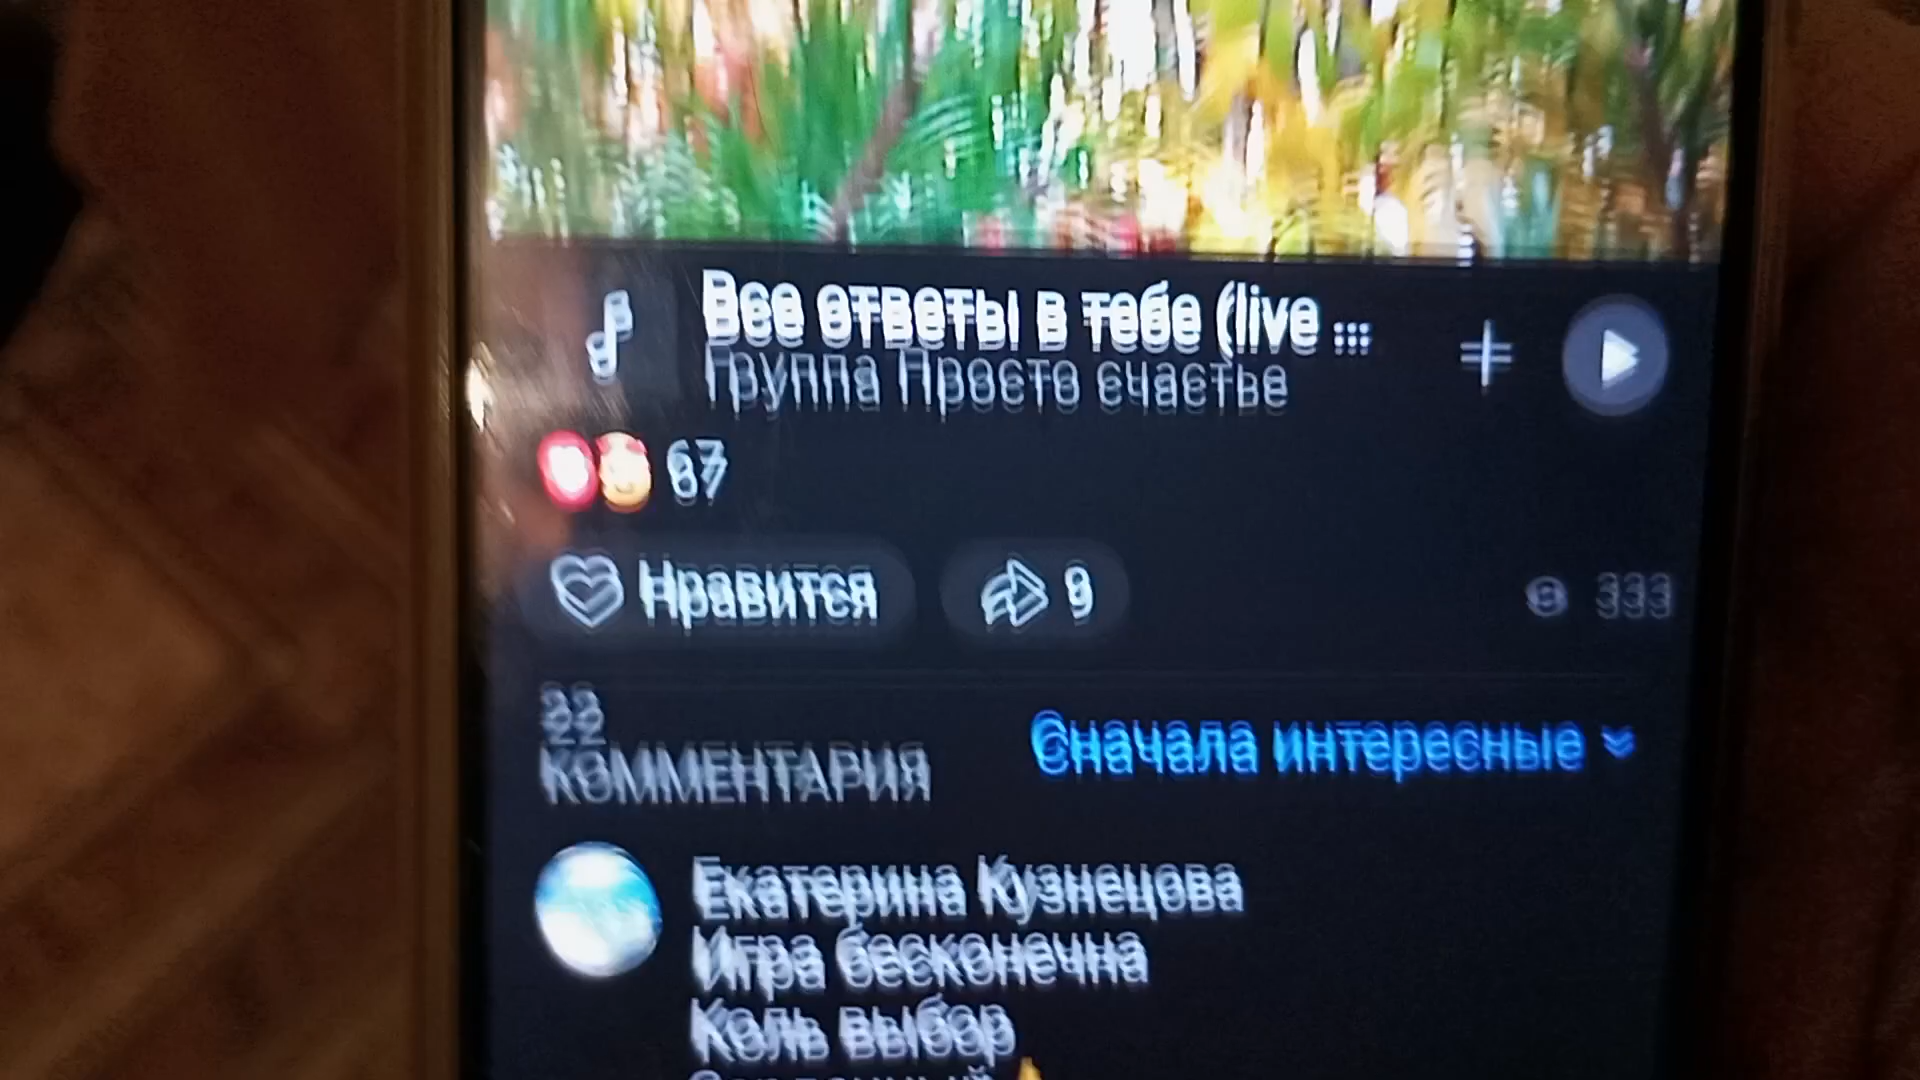 Все ответы в тебе (live ...
Группа Просто счастье
67
Нравится
9
333
22
КОММЕНТАРИЯ
Сначала интересные
Екатерина Кузнецова
Игра бесконечна
Коль выбор